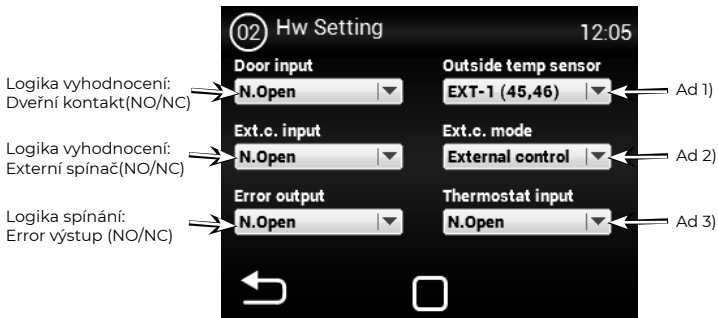 02 Hw Setting 12:05
Door input
N.Open
Outside temp sensor
EXT-1 (45,46)
Ext.c. input
N.Open
Ext.c. mode
External control
Error output
N.Open
Thermostat input
N.Open
Logika vyhodnocení:
Dveřní kontakt(NO/NC)
Logika vyhodnocení:
Externí spínač(NO/NC)
Logika spínání:
Error výstup (NO/NC)
Ad 1)
Ad 2)
Ad 3)